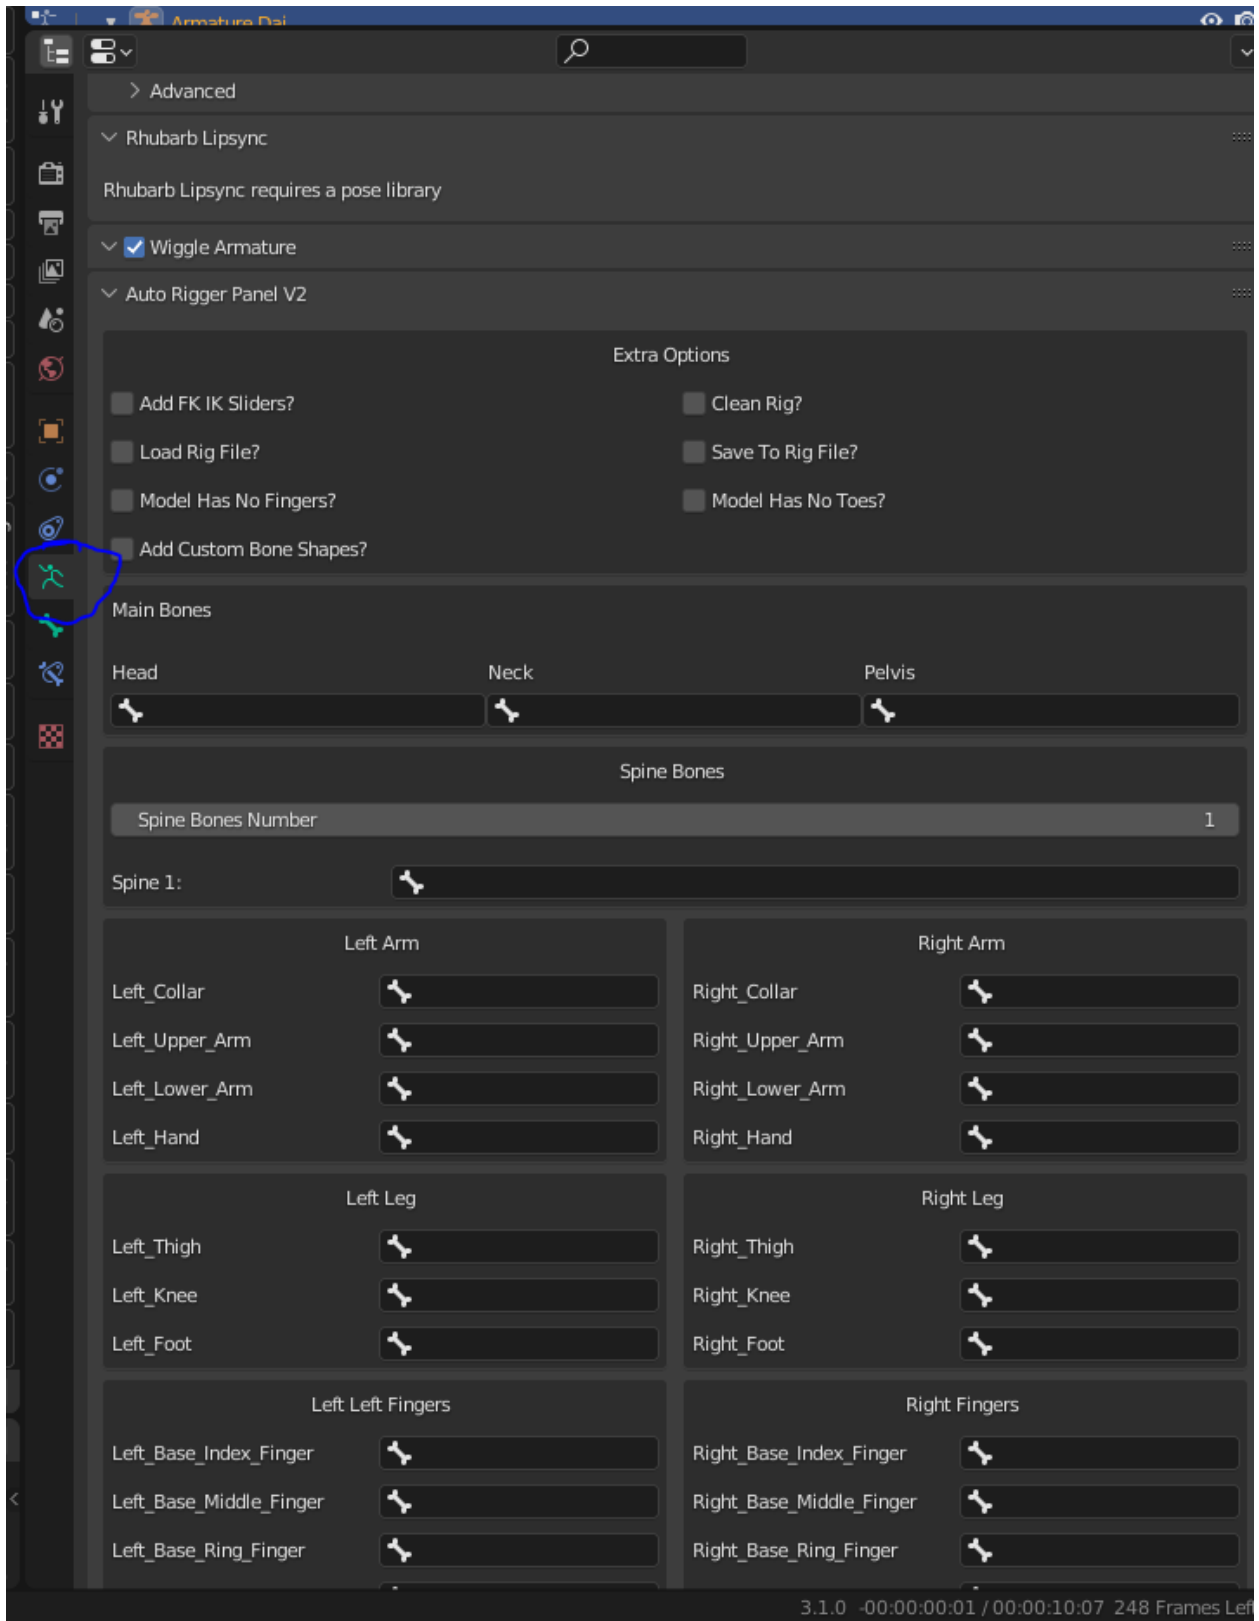 Armature Dai
Advanced
Rhubarb Lipsync
Rhubarb Lipsync requires a pose library
Wiggle Armature
Auto Rigger Panel V2
Extra Options
Add FK IK Sliders? Clean Rig?
Load Rig File? Save To Rig File?
Model Has No Fingers? Model Has No Toes?
Add Custom Bone Shapes?
Main Bones
Head Neck Pelvis
Spine Bones
Spine Bones Number 1
Spine 1:
Left Arm Right Arm
Left_Collar Right_Collar
Left_Upper_Arm Right_Upper_Arm
Left_Lower_Arm Right_Lower_Arm
Left_Hand Right_Hand
Left Leg Right Leg
Left_Thigh Right_Thigh
Left_Knee Right_Knee
Left_Foot Right_Foot
Left Left Fingers Right Fingers
Left_Base_Index_Finger Right_Base_Index_Finger
Left_Base_Middle_Finger Right_Base_Middle_Finger
Left_Base_Ring_Finger Right_Base_Ring_Finger
3.1.0 -00:00:00:01 / 00:00:10:07 248 Frames Lef